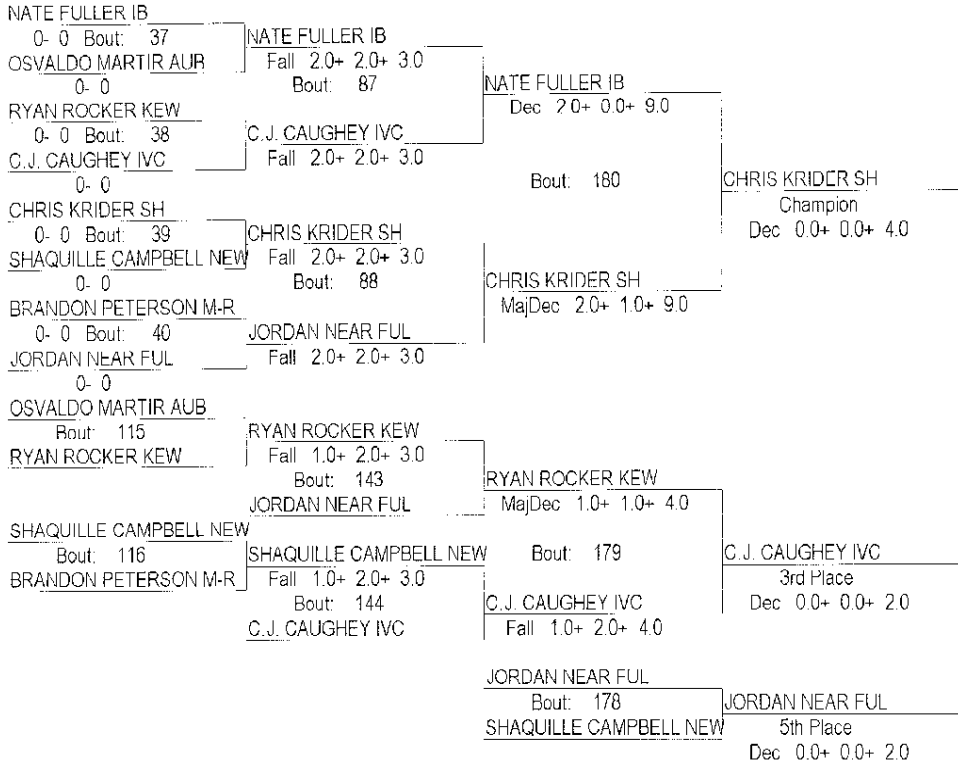 NATE FULLER IB
0- 0 Bout: 37
OSVALDO MARTIR AUB
0- 0
RYAN ROCKER KEW
0- 0 Bout: 38
C.J. CAUGHEY IVC
0- 0
CHRIS KRIDER SH
0- 0 Bout: 39
SHAQUILLE CAMPBELL NEW
0- 0
BRANDON PETERSON M-R
0- 0 Bout: 40
JORDAN NEAR FUL
0- 0
NATE FULLER IB
Fall 2.0+ 2.0+ 3.0
Bout: 87
C.J. CAUGHEY IVC
Fall 2.0+ 2.0+ 3.0
CHRIS KRIDER SH
Fall 2.0+ 2.0+ 3.0
Bout: 88
JORDAN NEAR FUL
Fall 2.0+ 2.0+ 3.0
NATE FULLER IB
Dec 2.0+ 0.0+ 9.0
Bout: 180
CHRIS KRIDER SH
MajDec 2.0+ 1.0+ 9.0
CHRIS KRIDER SH
Champion
Dec 0.0+ 0.0+ 4.0
OSVALDO MARTIR AUB
Bout: 115
RYAN ROCKER KEW
SHAQUILLE CAMPBELL NEW
Bout: 116
BRANDON PETERSON M-R
RYAN ROCKER KEW
Fall 1.0+ 2.0+ 3.0
Bout: 143
JORDAN NEAR FUL
SHAQUILLE CAMPBELL NEW
Fall 1.0+ 2.0+ 3.0
Bout: 144
C.J. CAUGHEY IVC
RYAN ROCKER KEW
MajDec 1.0+ 1.0+ 4.0
Bout: 179
C.J. CAUGHEY IVC
Fall 1.0+ 2.0+ 4.0
C.J. CAUGHEY IVC
3rd Place
Dec 0.0+ 0.0+ 2.0
JORDAN NEAR FUL
Bout: 178
SHAQUILLE CAMPBELL NEW
JORDAN NEAR FUL
5th Place
Dec 0.0+ 0.0+ 2.0